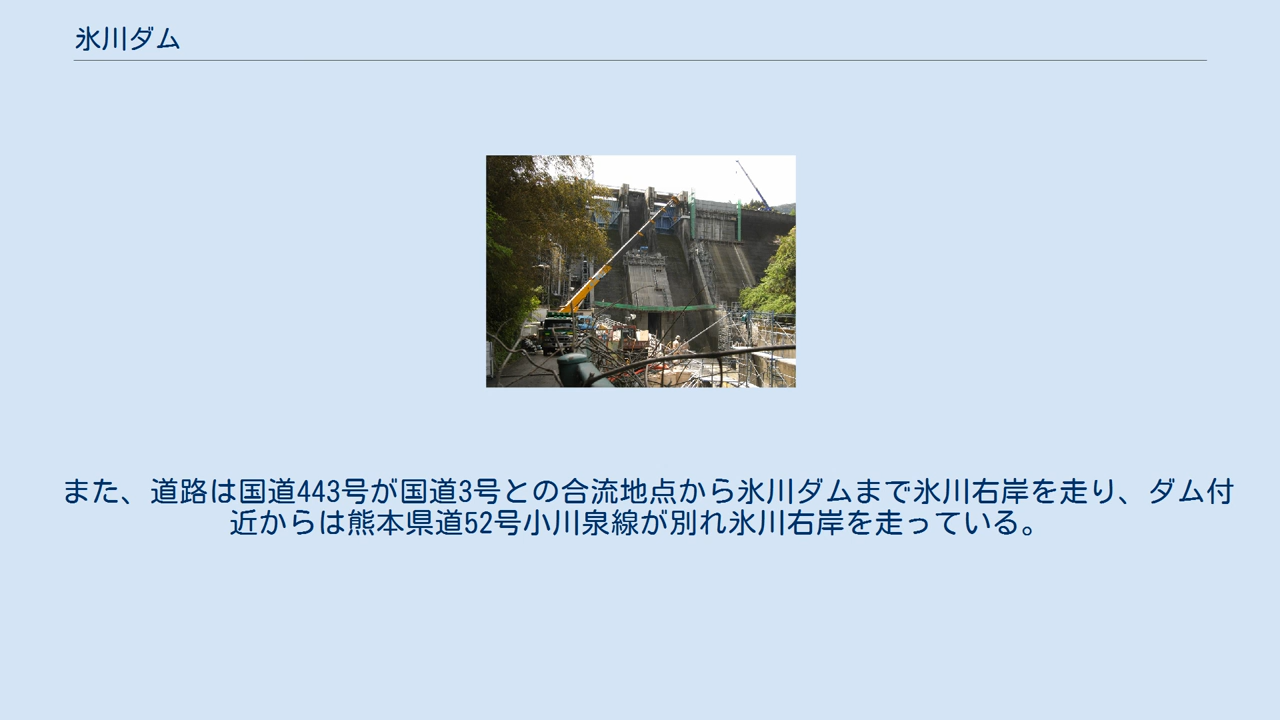 氷川ダム
また、道路は国道443号が国道3号との合流地点から氷川ダムまで氷川右岸を走り、ダム付
近からは熊本県道52号小川泉線が別れ氷川右岸を走っている。